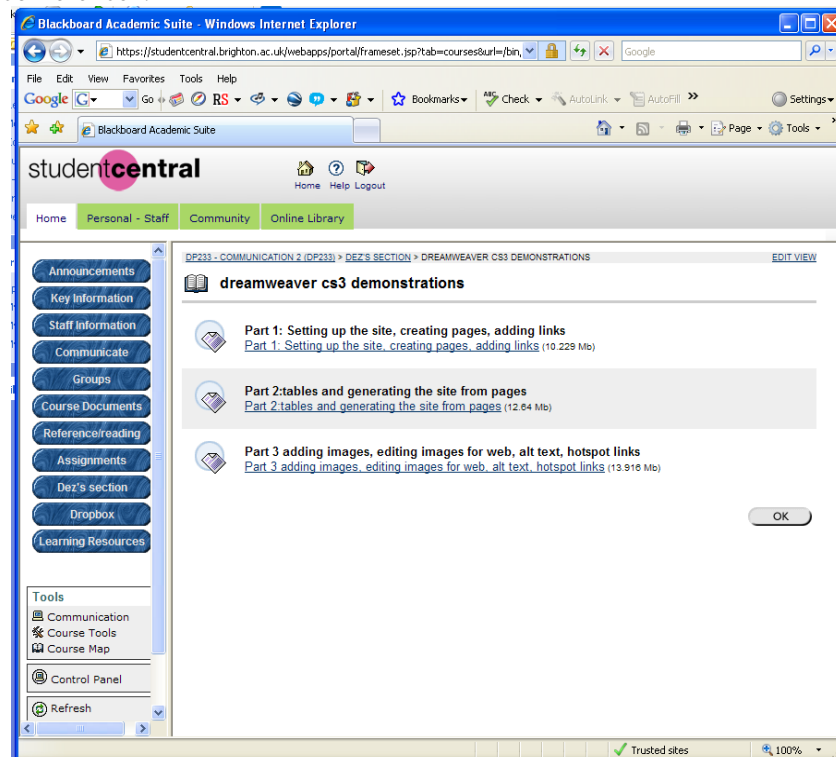 Blackboard Academic Suite - Windows Internet Explorer
https://studentcentral.brighton.ac.uk/webapps/portal/frameset.jsp?tab=courses&url=/bin,
Google
File Edit View Favorites Tools Help
Google G Go RS Bookmarks Check AutoLink AutoFill Settings
Blackboard Academic Suite Page Tools
studentcentral
Home Help Logout
Home Personal - Staff Community Online Library
DP233 - COMMUNICATION 2 (DP233) > DEZ'S SECTION > DREAMWEAVER CS3 DEMONSTRATIONS EDIT VIEW
dreamweaver cs3 demonstrations
Announcements
Key Information
Staff Information
Communicate
Groups
Course Documents
Reference/reading
Assignments
Dez's section
Dropbox
Learning Resources
Part 1: Setting up the site, creating pages, adding links
Part 1: Setting up the site, creating pages, adding links (10.229 Mb)
Part 2:tables and generating the site from pages
Part 2:tables and generating the site from pages (12.64 Mb)
Part 3 adding images, editing images for web, alt text, hotspot links
Part 3 adding images, editing images for web, alt text, hotspot links (13.916 Mb)
OK
Tools
Communication
Course Tools
Course Map
Control Panel
Refresh
Trusted sites 100%